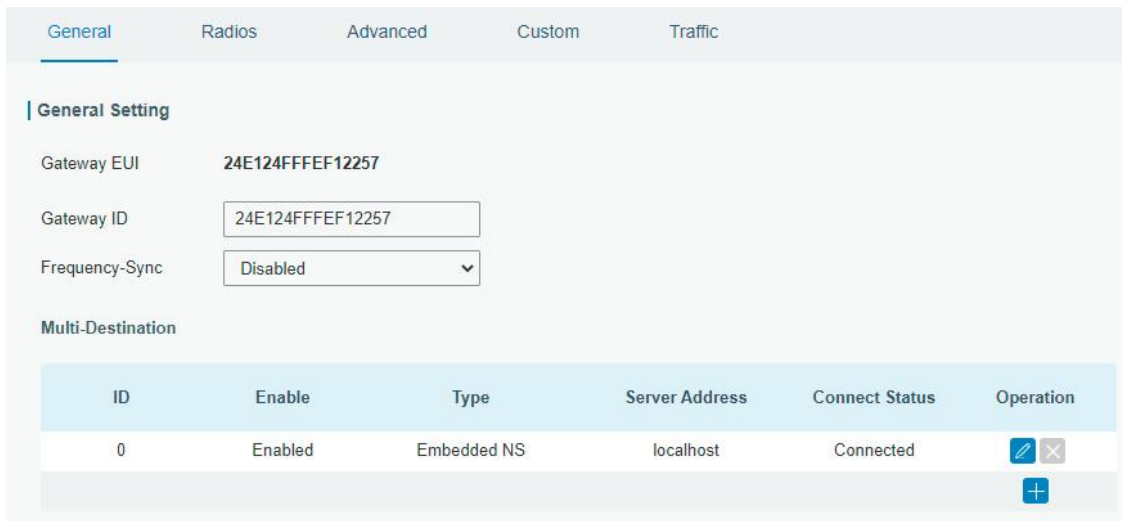 General Radios Advanced Custom Traffic
General Setting
Gateway EUI 24E124FFFEF12257
Gateway ID 24E124FFFEF12257
Frequency-Sync Disabled
Multi-Destination
ID Enable Type Server Address Connect Status Operation
0 Enabled Embedded NS localhost Connected